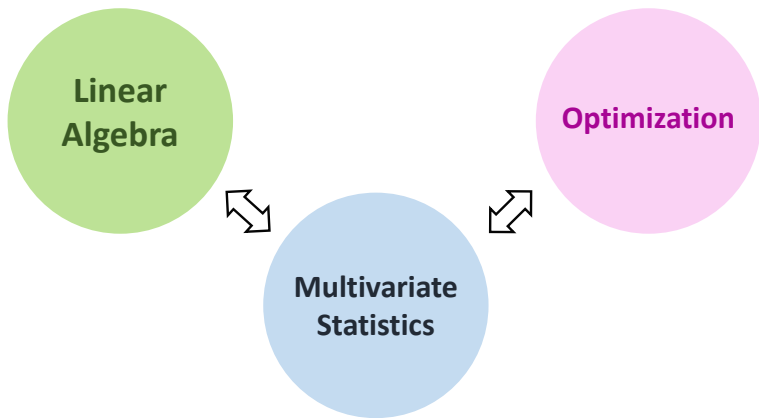 Linear
Algebra
Optimization
Multivariate
Statistics